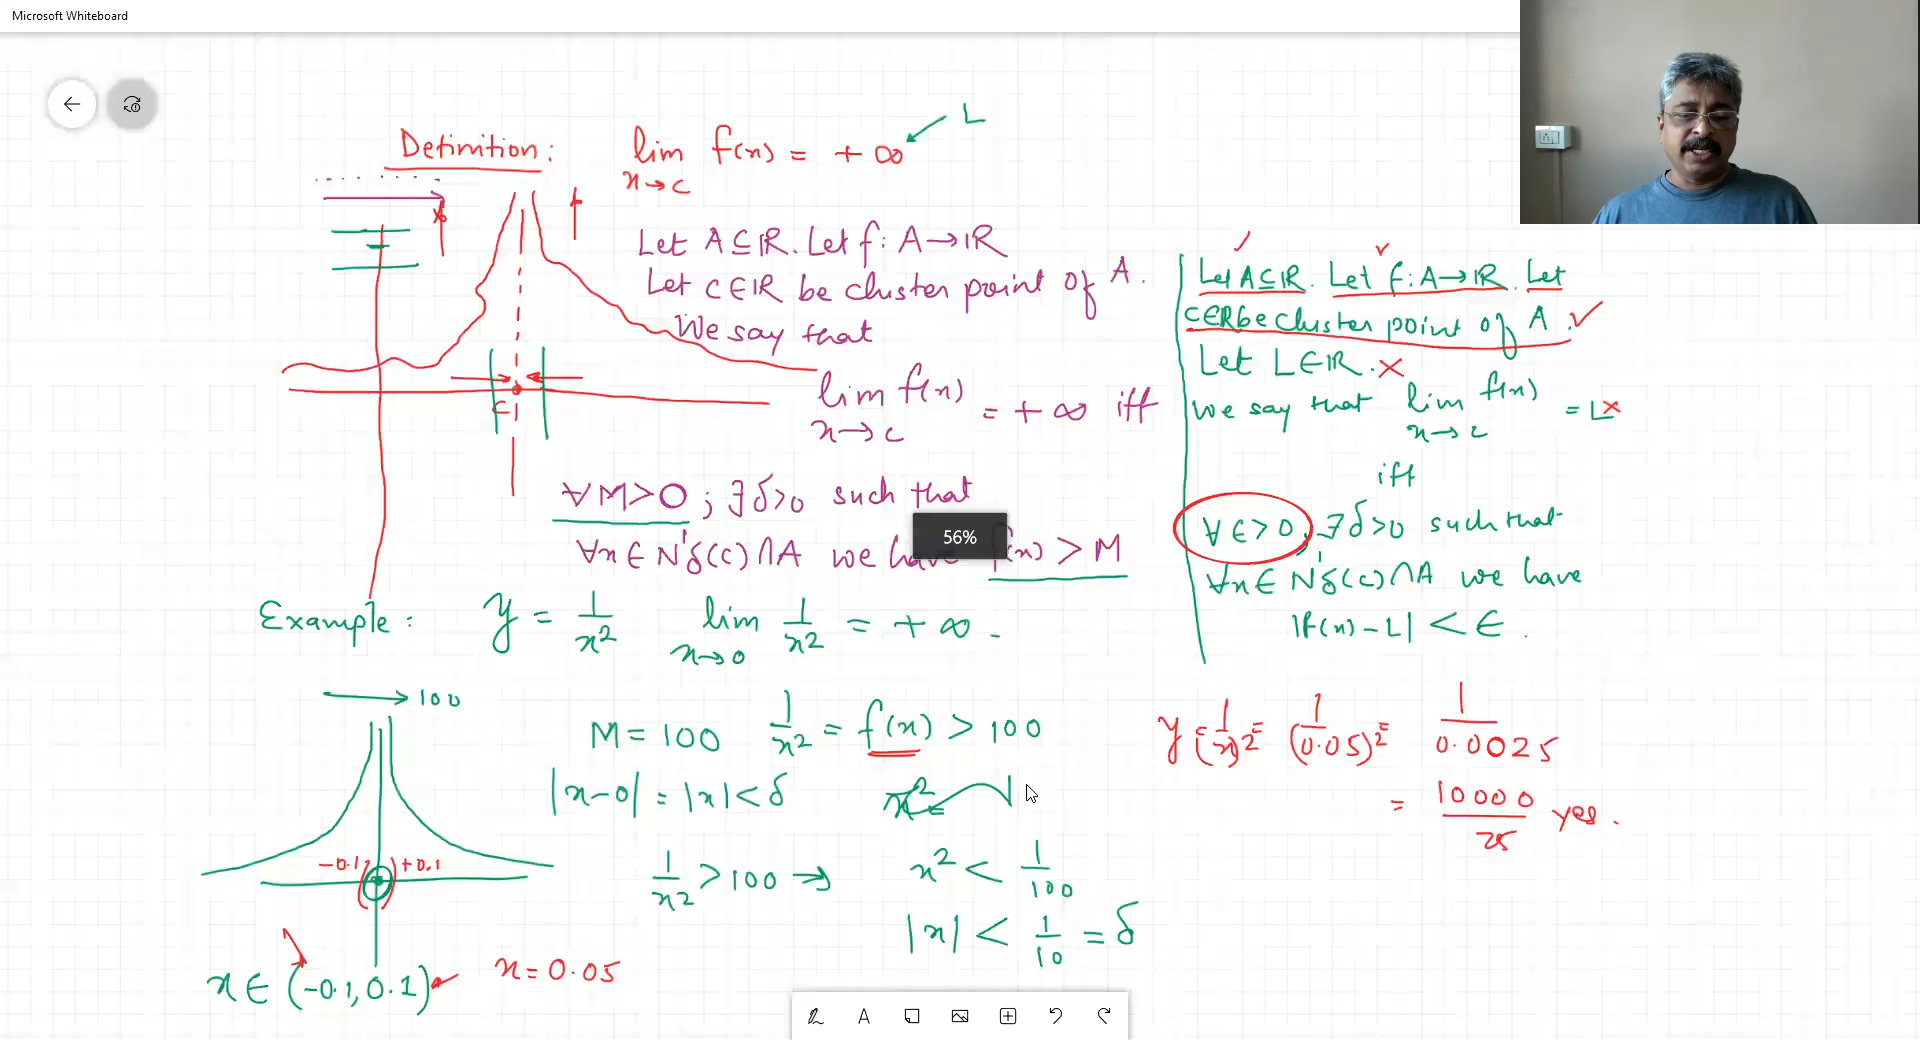 Microsoft Whiteboard
Definition: lim f(x) = +∞ L
x→c
Let A⊆ℝ. Let f: A→ℝ
Let c∈ℝ be cluster point of A.
We say that
lim f(x) = +∞ iff
x→c
∀M>0; ∃δ>0 such that
∀x∈N'δ(c)∩A we have f(x) > M
56%
c
Let A⊆ℝ. Let f: A→ℝ. Let
c∈ℝ be cluster point of A.
Let L∈ℝ.
We say that lim f(x) = L
x→c
iff
∀ϵ>0, ∃δ>0 such that
∀x∈N'δ(c)∩A we have
|f(x)-L| < ϵ.
Example: y = 1/x² lim 1/x² = +∞.
x→0
→ 100
M = 100 1/x² = f(x) > 100
|x-0| = |x| < δ
1/x² > 100 → x² < 1/100
|x| < 1/10 = δ
-0.1 +0.1
x∈(-0.1, 0.1) x = 0.05
y = 1/(x)² = 1/(0.05)² = 1/0.0025
= 10000/25 yes.